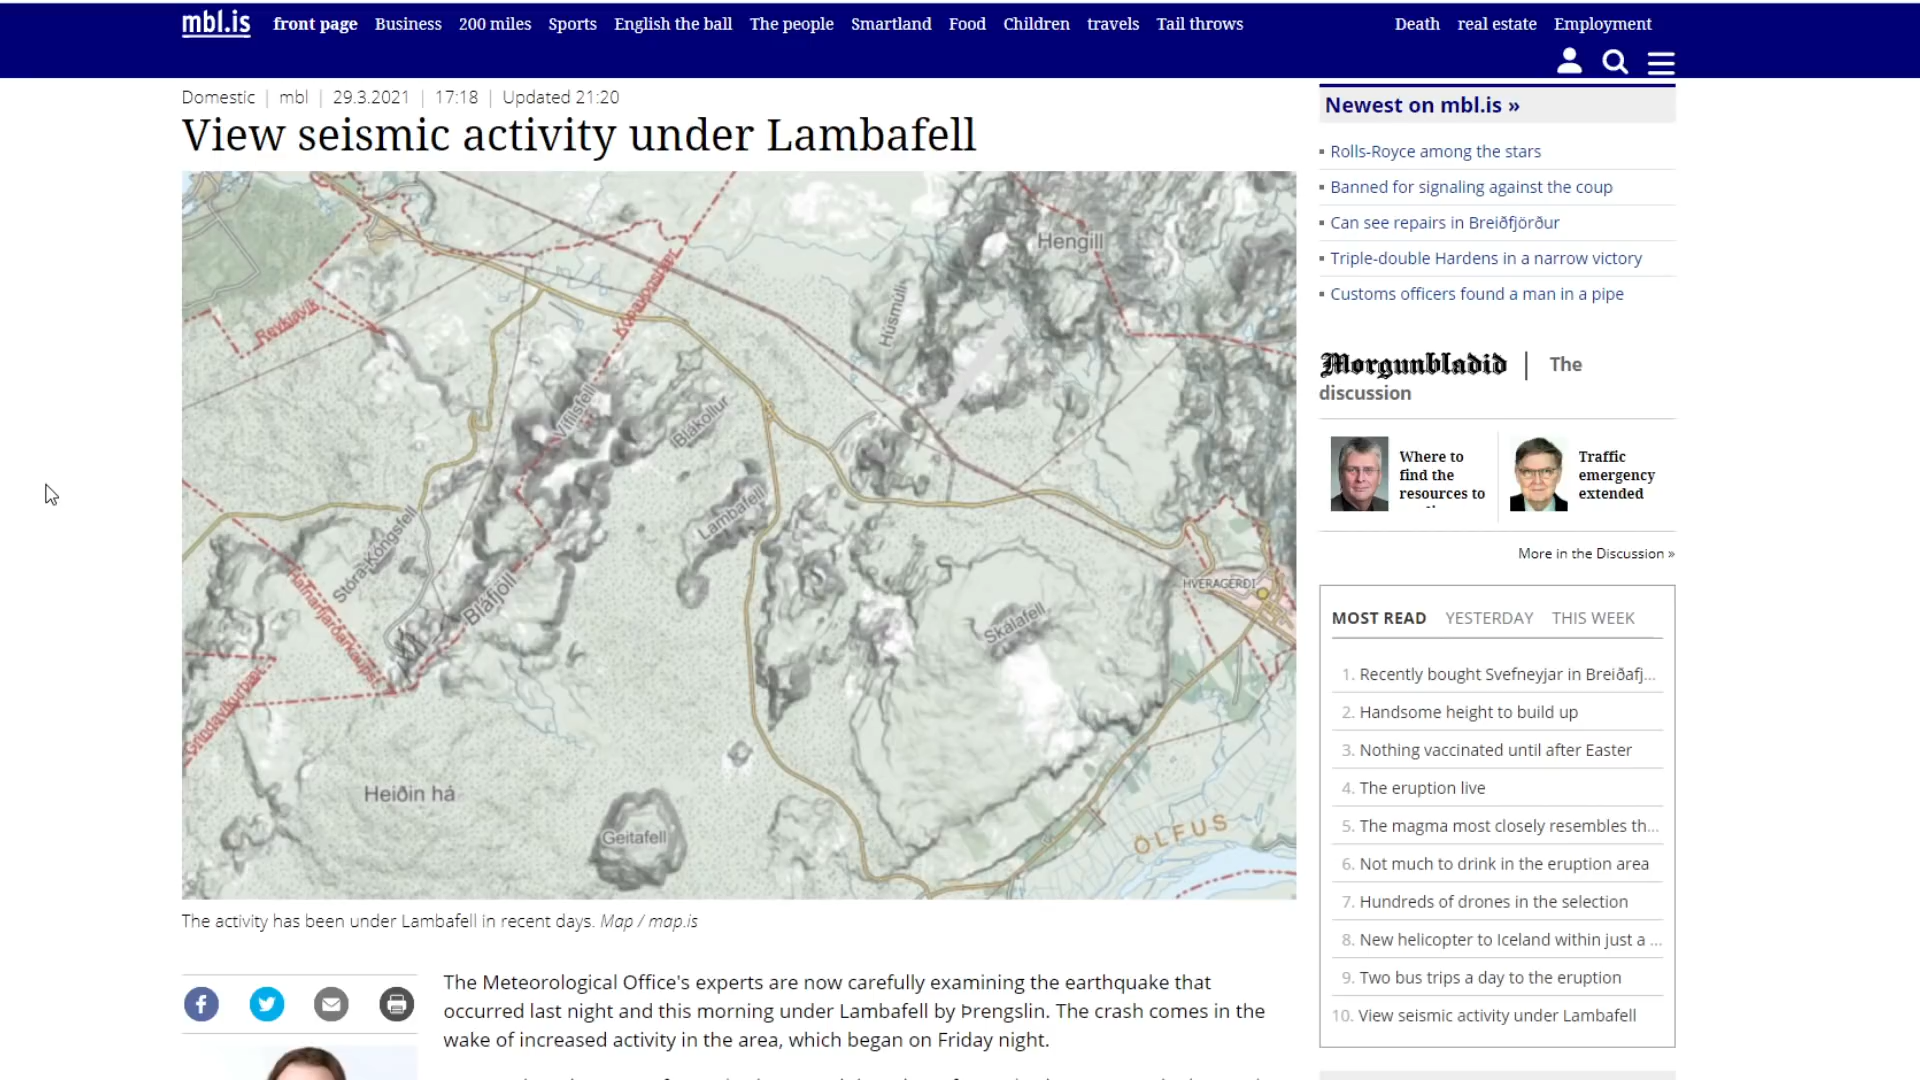 mbl.is
front page Business 200 miles Sports English the ball The people Smartland Food Children travels Tail throws Death real estate Employment
Domestic | mbl | 29.3.2021 | 17:18 | Updated 21:20
View seismic activity under Lambafell
Hengill
Húsmúli
Reykjavík
Kópavogsbær
Vífilsfell
Blákollur
Lambafell
Stóra-Kóngsfell
Hafnarfjarðarkaupst.
Bláfjöll
HVERAGERÐI
Skálafell
Grindavíkurbær
Heiðin há
Geitafell
ÖLFUS
The activity has been under Lambafell in recent days. Map / map.is
The Meteorological Office's experts are now carefully examining the earthquake that
occurred last night and this morning under Lambafell by Þrengslin. The crash comes in the
wake of increased activity in the area, which began on Friday night.
Newest on mbl.is »
Rolls-Royce among the stars
Banned for signaling against the coup
Can see repairs in Breiðfjörður
Triple-double Hardens in a narrow victory
Customs officers found a man in a pipe
Morgunbladid | The
discussion
Where to
find the
resources to
Traffic
emergency
extended
More in the Discussion »
MOST READ YESTERDAY THIS WEEK
1. Recently bought Svefneyjar in Breiðafj...
2. Handsome height to build up
3. Nothing vaccinated until after Easter
4. The eruption live
5. The magma most closely resembles th...
6. Not much to drink in the eruption area
7. Hundreds of drones in the selection
8. New helicopter to Iceland within just a ...
9. Two bus trips a day to the eruption
10. View seismic activity under Lambafell